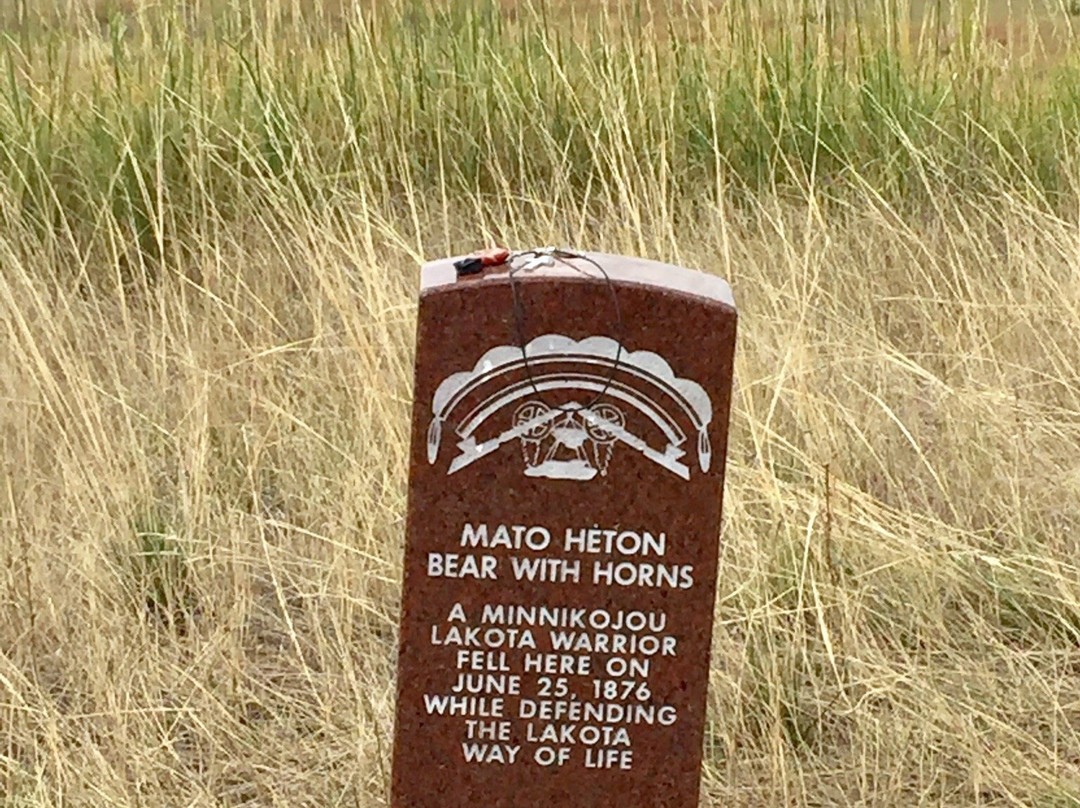 MATO HETON
BEAR WITH HORNS
A MINNIKOJOU
LAKOTA WARRIOR
FELL HERE ON
JUNE 25, 1876
WHILE DEFENDING
THE LAKOTA
WAY OF LIFE